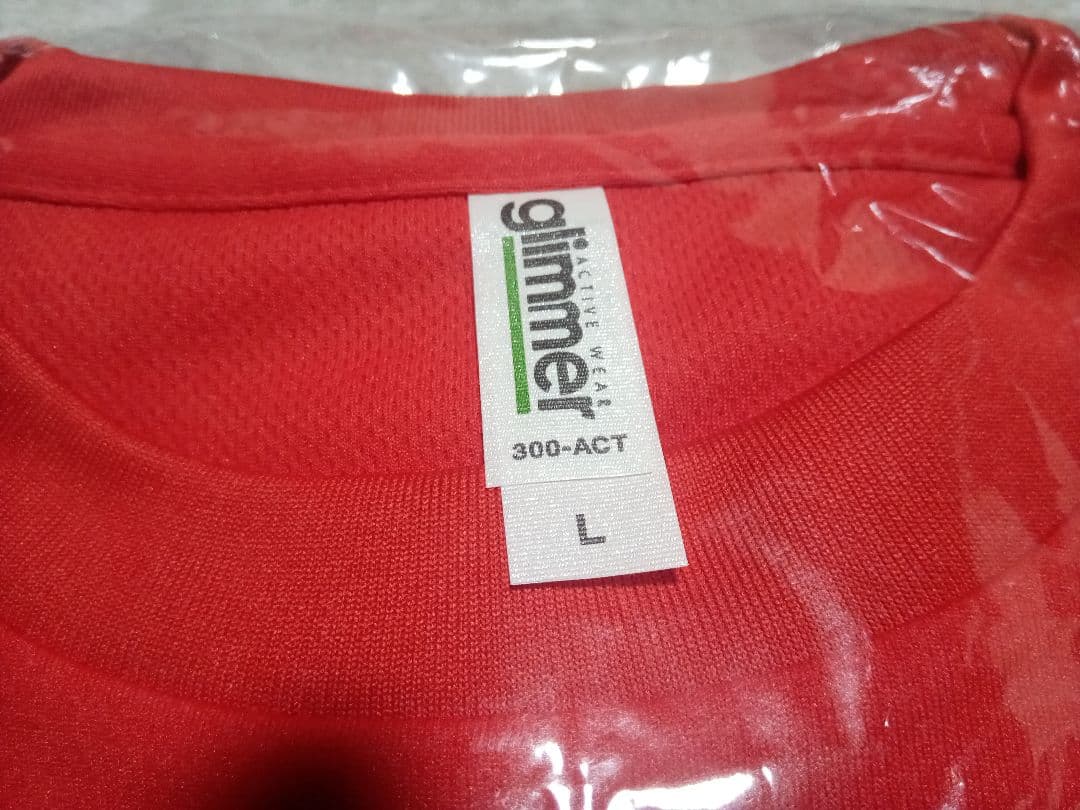 glimmer
ACTIVE WEAR
300-ACT
L